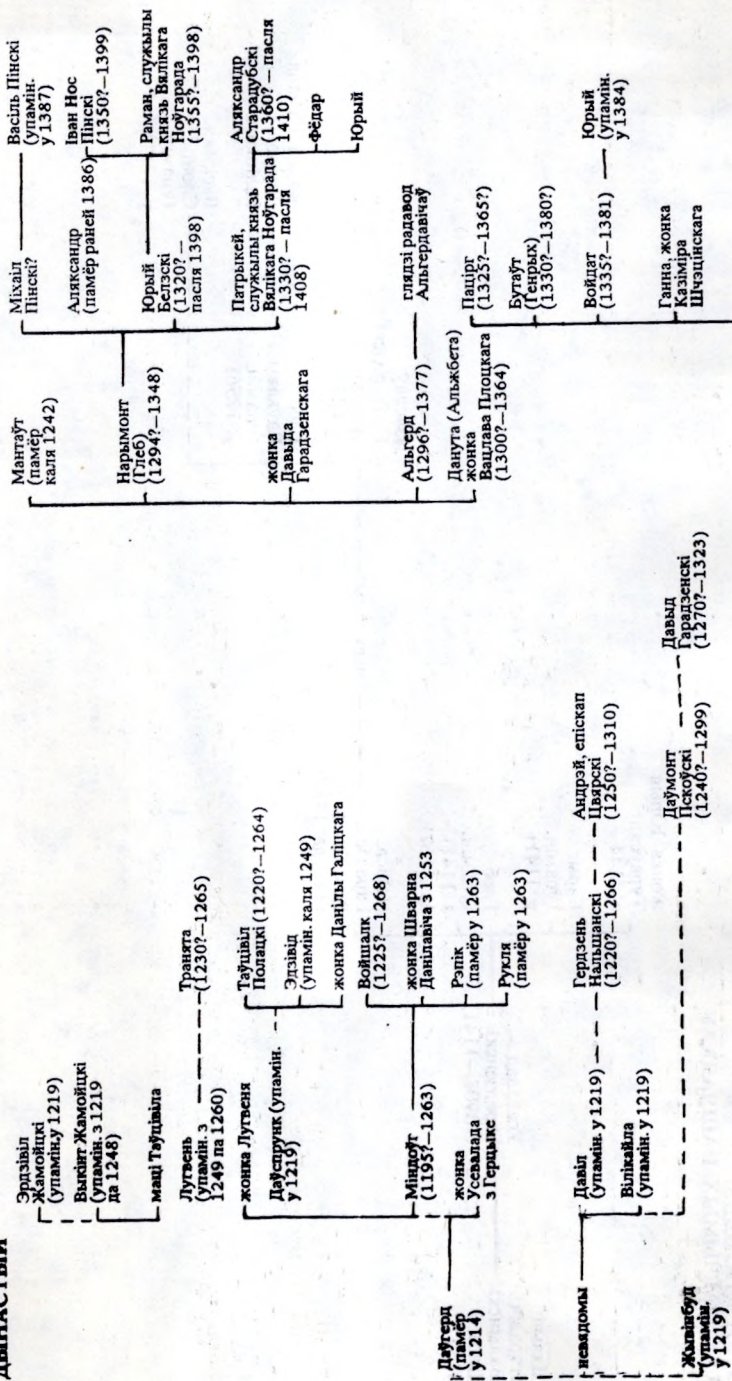 ДЫНАСТЫЙ
Эрдзівіл
Жамойцкі
(упамін.у 1219)
Выкінт Жамойцкі
(упамін. з 1219
да 1248)
маці Таўцівіла
Лугвень
(упамін. з
1249 па 1260)
Транята
(1230?—1265)
жонка Лугвеня
Даўспрунк (упамін.
у 1219)
Таўцівіл
Полацкі (1220?—1264)
Эдзівід
(упамін. каля 1249)
жонка Данілы Галіцкага
Даўгерд
(памёр
у 1214)
Міндоўг
(1195?—1263)
жонка
Усевалада
з Герцыке
Войшалк
(1225?—1268)
жонка Шварна
Данілавіча з 1253
Рэпік
(памёр у 1263)
Рукля
(памёр у 1263)
невядомы
Давіл
(упамін. у 1219)
Вілікайла
(упамін. у 1219)
Гердзень
Нальшанскі
(1220?—1266)
Андрэй, епіскап
Цвярскі
(1250?—1310)
Жывінбуд
(упамін.
у 1219)
Даўмонт
Пскоўскі
(1240?—1299)
Давыд
Гарадзенскі
(1270?—1323)
Мантаўт
(памёр
каля 1242)
Нарымонт
(Глеб)
(1294?—1348)
жонка
Давыда
Гарадзенскага
Альгерд
(1296?—1377)
Данута (Альжбета)
жонка
Вацлава Плоцкага
(1300?—1364)
Міхаіл
Пінскі?
Васіль Пінскі
(упамін.
у 1387)
Аляксандр
(памёр раней 1386)
Іван Нос
Пінскі
(1350?—1399)
Юрый
Белзскі
(1320?—
пасля 1398)
Раман, служылы
князь Вялікага
Ноўгарада
(1355?—1398)
Патрыкей,
служылы князь
Вялікага Ноўгарада
(1330? — пасля
1408)
Аляксандр
Старадубскі
(1360? — пасля
1410)
Фёдар
Юрый
глядзі радавод
Альгердавічаў
Пацірг
(1325?—1365?)
Бутаўт
(Генрых)
(1330?—1380?)
Войдат
(1335?—1381)
Юрый
(упамін.
у 1384)
Ганна, жонка
Казіміра
Шчэцінскага